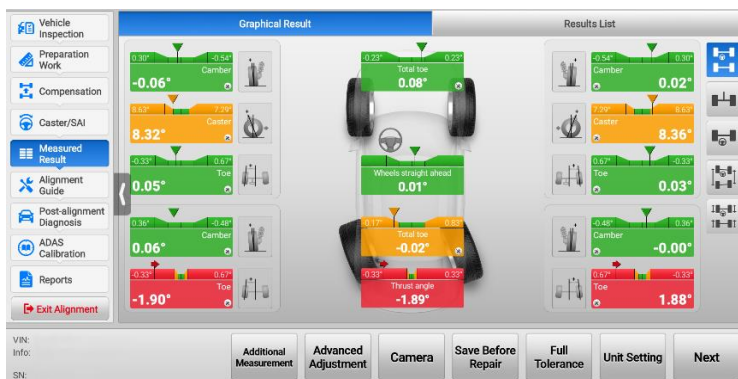 Graphical Result
Results List
Vehicle
Inspection
Preparation
Work
Compensation
Caster/SAI
Measured
Result
Alignment
Guide
Post-alignment
Diagnosis
ADAS
Calibration
Reports
Exit Alignment
0.30° -0.54°
Camber
-0.06°
8.63° 7.29°
Caster
8.32°
-0.33° 0.67°
Toe
0.05°
0.36° -0.48°
Camber
0.06°
-0.33° 0.67°
Toe
-1.90°
-0.23° 0.23°
Total toe
0.08°
Wheels straight ahead
0.01°
-0.17° 0.83°
Total toe
-0.02°
-0.33° 0.33°
Thrust angle
-1.89°
-0.54° 0.30°
Camber
0.02°
7.29° 8.63°
Caster
8.36°
0.67° -0.33°
Toe
0.03°
-0.48° 0.36°
Camber
-0.00°
0.67° -0.33°
Toe
1.88°
VIN:
Info:
SN:
Additional
Measurement
Advanced
Adjustment
Camera
Save Before
Repair
Full
Tolerance
Unit Setting
Next